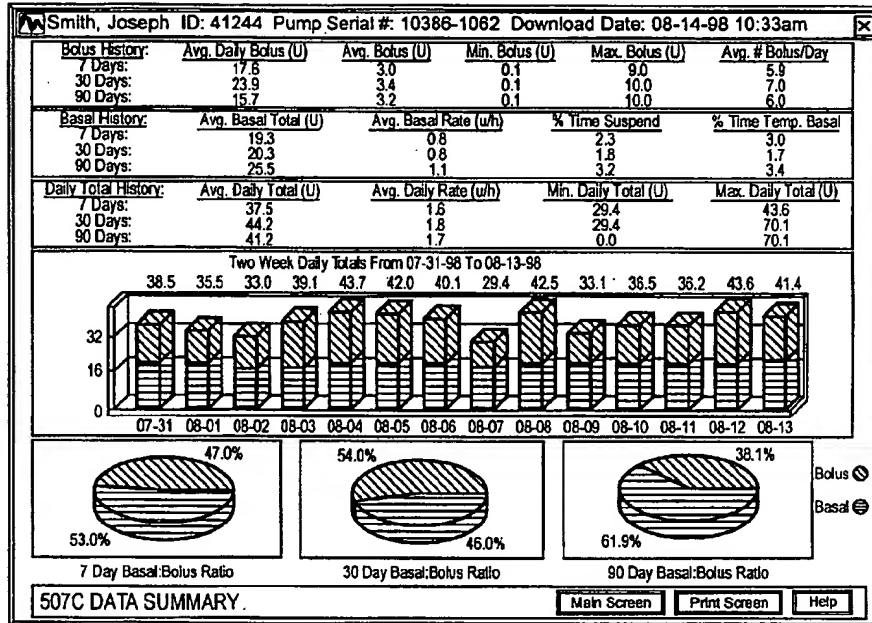 Smith, Joseph ID: 41244 Pump Serial #: 10386-1062 Download Date: 08-14-98 10:33am
Bolus History: Avg. Daily Bolus (U) Avg. Bolus (U) Min. Bolus (U) Max. Bolus (U) Avg. # Bolus/Day
7 Days: 17.6 3.0 0.1 9.0 5.9
30 Days: 23.9 3.4 0.1 10.0 7.0
90 Days: 15.7 3.2 0.1 10.0 6.0
Basal History: Avg. Basal Total (U) Avg. Basal Rate (u/h) % Time Suspend % Time Temp. Basal
7 Days: 19.3 0.8 2.3 3.0
30 Days: 20.3 0.8 1.8 1.7
90 Days: 25.5 1.1 3.2 3.4
Daily Total History: Avg. Daily Total (U) Avg. Daily Rate (u/h) Min. Daily Total (U) Max. Daily Total (U)
7 Days: 37.5 1.6 29.4 43.6
30 Days: 44.2 1.8 29.4 70.1
90 Days: 41.2 1.7 0.0 70.1
Two Week Daily Totals From 07-31-98 To 08-13-98
38.5 35.5 33.0 39.1 43.7 42.0 40.1 29.4 42.5 33.1 36.5 36.2 43.6 41.4
32
16
0
07-31 08-01 08-02 08-03 08-04 08-05 08-06 08-07 08-08 08-09 08-10 08-11 08-12 08-13
47.0% 54.0% 38.1%
Bolus
Basal
53.0% 46.0% 61.9%
7 Day Basal:Bolus Ratio 30 Day Basal:Bolus Ratio 90 Day Basal:Bolus Ratio
507C DATA SUMMARY. Main Screen Print Screen Help